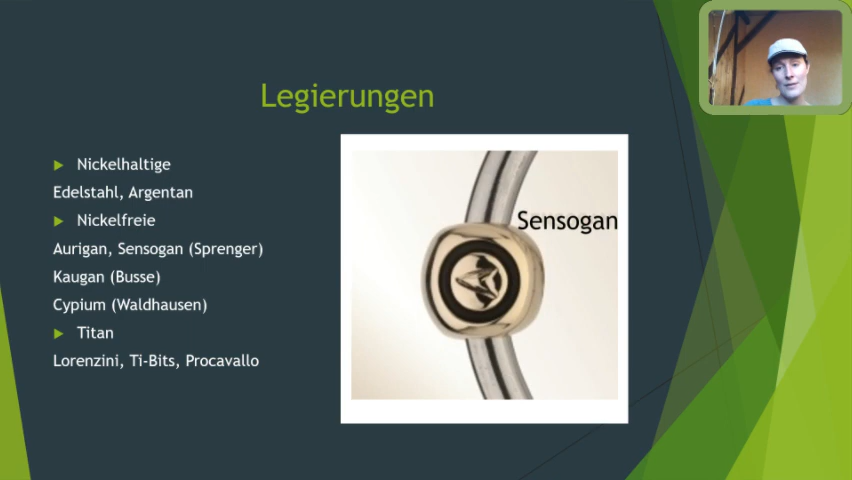 Legierungen
Nickelhaltige
Edelstahl, Argentan
Nickelfreie
Aurigan, Sensogan (Sprenger)
Kaugan (Busse)
Cypium (Waldhausen)
Titan
Lorenzini, Ti-Bits, Procavallo
Sensogan